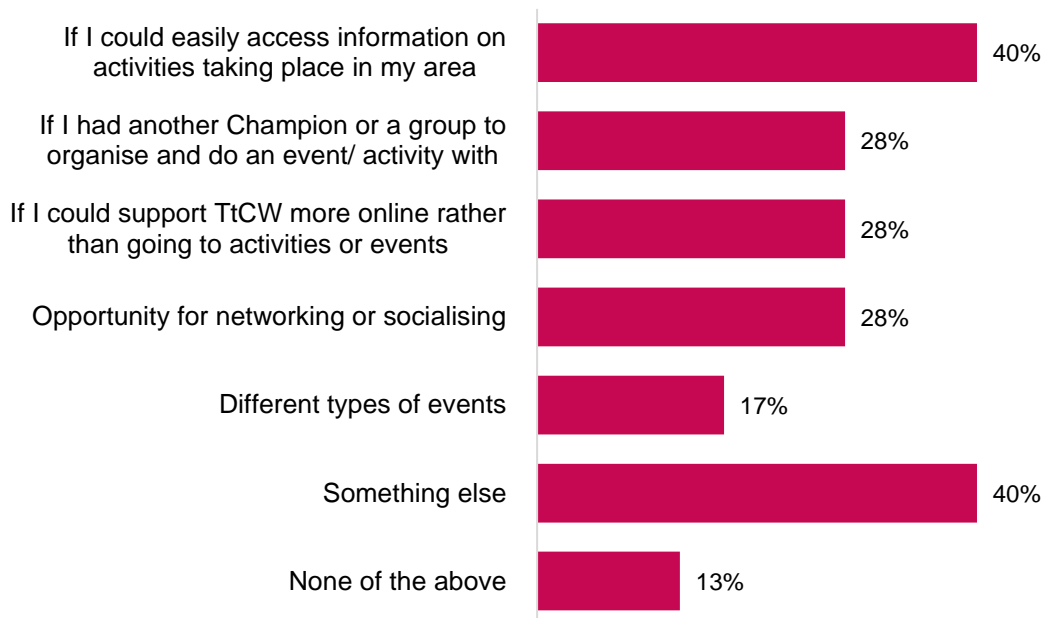 If I could easily access information on
activities taking place in my area
40%
If I had another Champion or a group to
organise and do an event/ activity with
28%
If I could support TtCW more online rather
than going to activities or events
28%
Opportunity for networking or socialising
28%
Different types of events
17%
Something else
40%
None of the above
13%